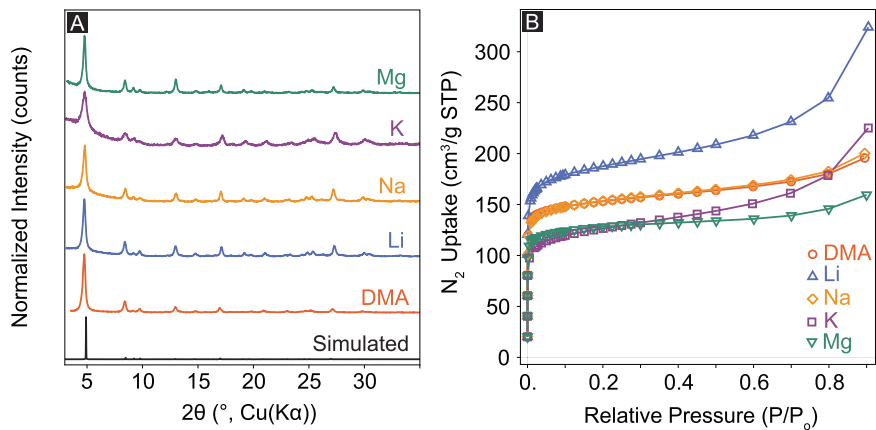 A
Normalized Intensity (counts)
Mg
K
Na
Li
DMA
Simulated
5
10
15
20
25
30
2θ (°, Cu(Kα))
B
N₂ Uptake (cm³/g STP)
300
250
200
150
100
50
0
DMA
Li
Na
K
Mg
0.
0.2
0.4
0.6
0.8
Relative Pressure (P/Pₒ)